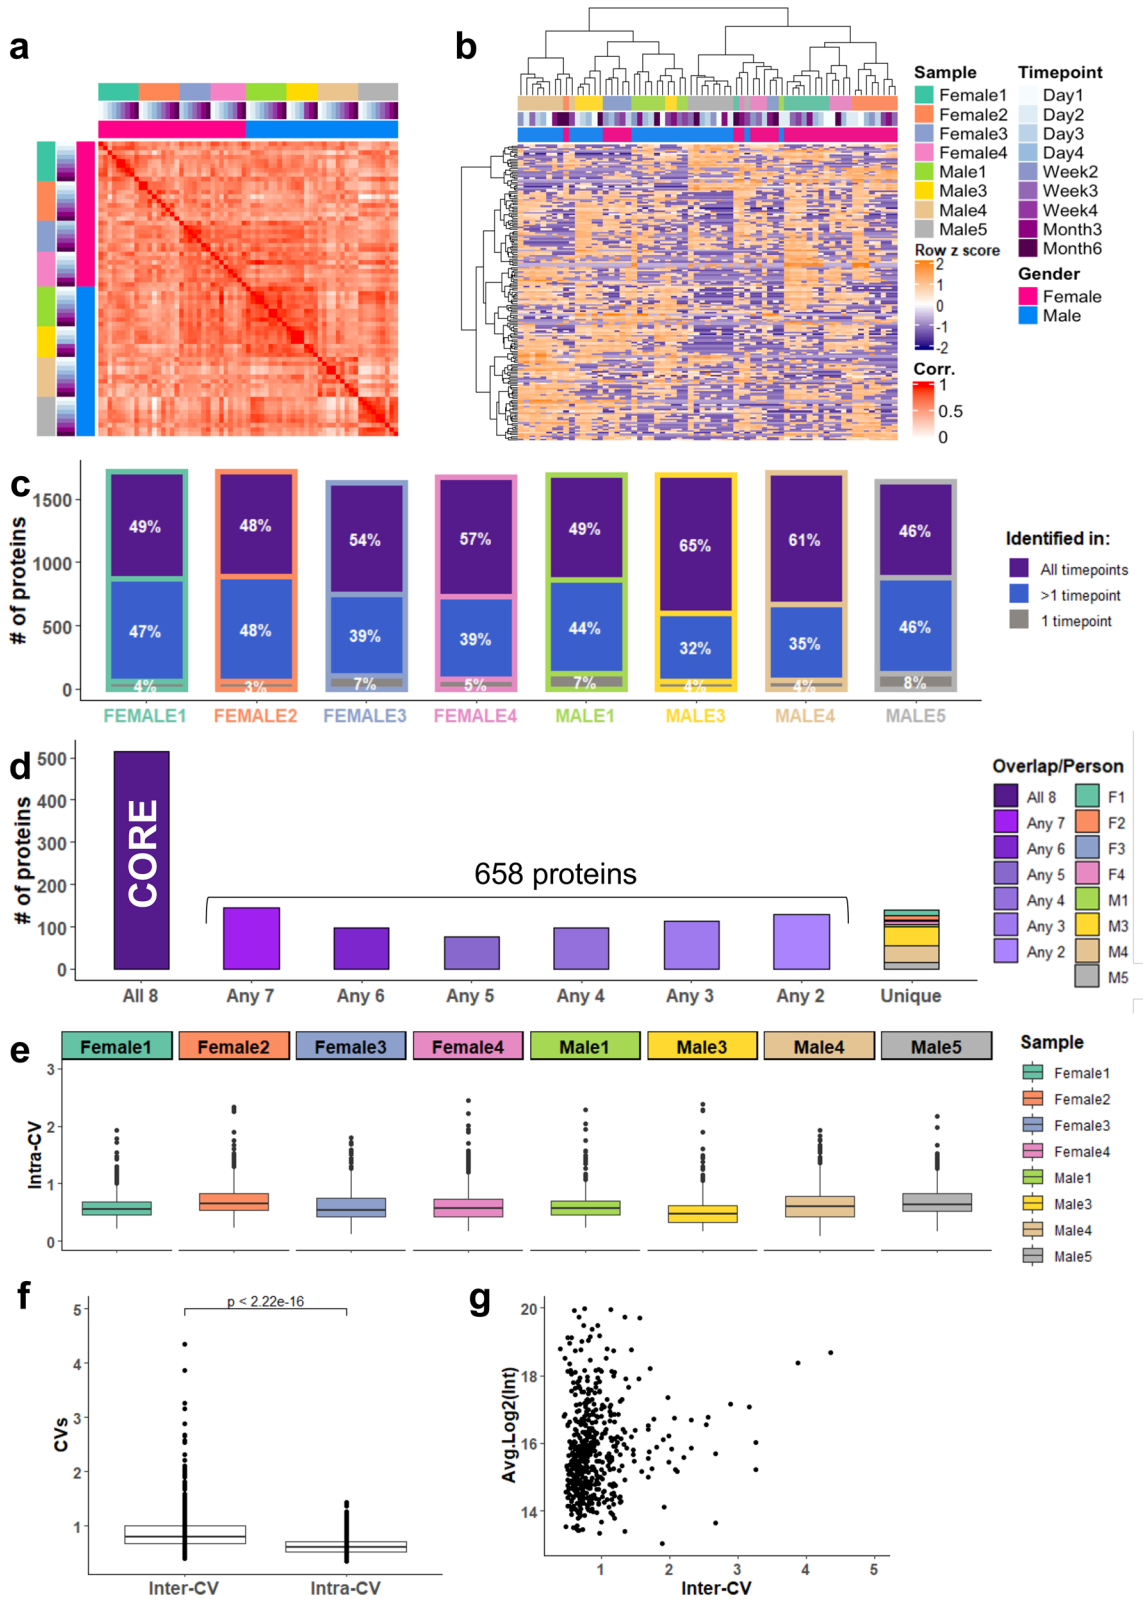 a
b
Sample
Female1
Female2
Female3
Female4
Male1
Male3
Male4
Male5
Timepoint
Day1
Day2
Day3
Day4
Week2
Week3
Week4
Month3
Month6
Row z score
2
1
0
-1
-2
Gender
Female
Male
Corr.
1
0.5
0
c
# of proteins
1500
1000
500
0
49% 48% 54% 57% 49% 65% 61% 46%
47% 48% 39% 39% 44% 32% 35% 46%
4% 3% 7% 5% 7% 4% 4% 8%
FEMALE1 FEMALE2 FEMALE3 FEMALE4 MALE1 MALE3 MALE4 MALE5
Identified in:
All timepoints
>1 timepoint
1 timepoint
d
# of proteins
500
400
300
200
100
0
CORE
658 proteins
All 8 Any 7 Any 6 Any 5 Any 4 Any 3 Any 2 Unique
Overlap/Person
All 8 F1
Any 7 F2
Any 6 F3
Any 5 F4
Any 4 M1
Any 3 M3
Any 2 M4
M5
e
Female1 Female2 Female3 Female4 Male1 Male3 Male4 Male5
Intra-CV
3
2
1
0
Sample
Female1
Female2
Female3
Female4
Male1
Male3
Male4
Male5
f
p < 2.22e-16
CVs
5
4
3
2
1
Inter-CV Intra-CV
g
Avg.Log2(Int)
20
18
16
14
1 2 3 4 5
Inter-CV